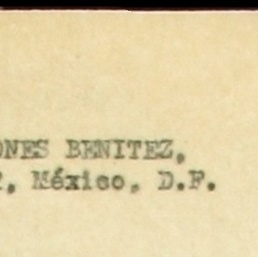 ONES BENITEZ,
, México, D.F.